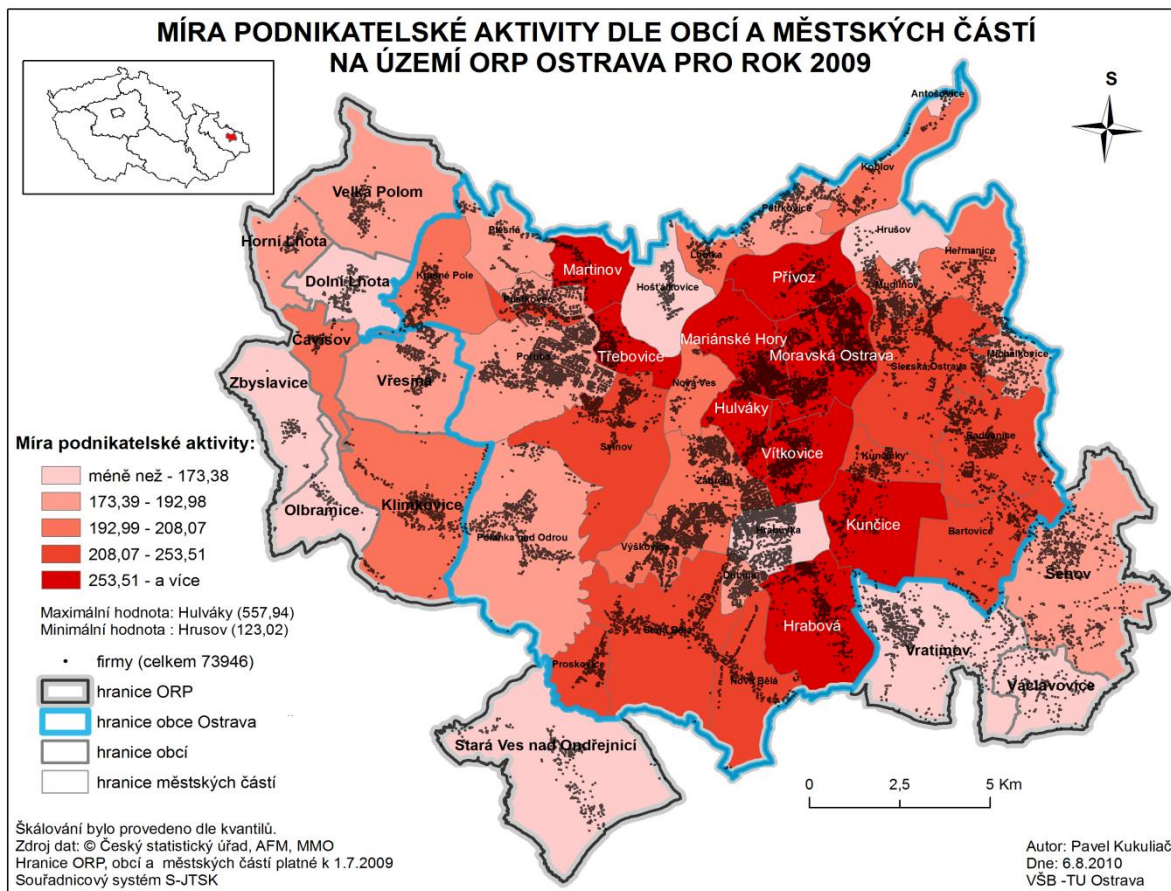 MÍRA PODNIKATELSKÉ AKTIVITY DLE OBCÍ A MĚSTSKÝCH ČÁSTÍ
NA ÚZEMÍ ORP OSTRAVA PRO ROK 2009
S
Antošovice
Koblov
Velká Polom
Petřkovice
Plesná
Hrušov
Horní Lhota
Lhotka
Heřmanice
Martinov
Přívoz
Dolní Lhota
Krásné Pole
Hošťálkovice
Muglinov
Pustkovec
Čavisov
Mariánské Hory
Třebovice
Moravská Ostrava
Michálkovice
Poruba
Zbyslavice
Vřesina
Nová Ves
Slezská Ostrava
Hulváky
Svinov
Radvanice
Vítkovice
Kunčičky
Zábřeh
Olbramice
Klimkovice
Kunčice
Hrabůvka
Polanka nad Odrou
Výškovice
Bartovice
Dubina
Šenov
Hrabová
Stará Bělá
Vratimov
Proskovice
Nová Bělá
Václavovice
Stará Ves nad Ondřejnicí
Míra podnikatelské aktivity:
méně než - 173,38
173,39 - 192,98
192,99 - 208,07
208,07 - 253,51
253,51 - a více
Maximální hodnota: Hulváky (557,94)
Minimální hodnota : Hrusov (123,02)
firmy (celkem 73946)
hranice ORP
hranice obce Ostrava
hranice obcí
hranice městských částí
0 2,5 5 Km
Škálování bylo provedeno dle kvantilů.
Zdroj dat: © Český statistický úřad, AFM, MMO
Hranice ORP, obcí a městských částí platné k 1.7.2009
Souřadnicový systém S-JTSK
Autor: Pavel Kukuliač
Dne: 6.8.2010
VŠB -TU Ostrava